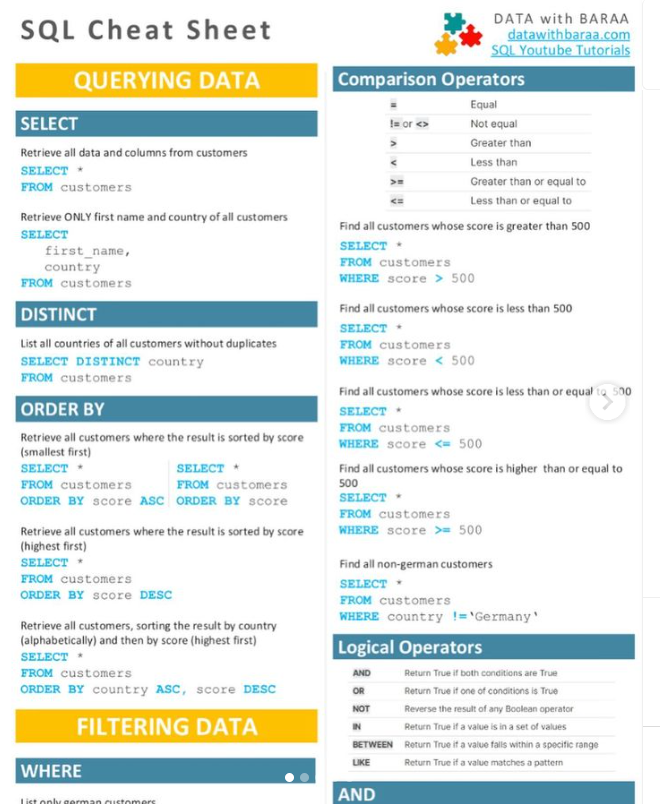 SQL Cheat Sheet
DATA with BARAA
datawithbaraa.com
SQL Youtube Tutorials
QUERYING DATA
SELECT
Retrieve all data and columns from customers
SELECT *
FROM customers
Retrieve ONLY first name and country of all customers
SELECT
first_name,
country
FROM customers
DISTINCT
List all countries of all customers without duplicates
SELECT DISTINCT country
FROM customers
ORDER BY
Retrieve all customers where the result is sorted by score
(smallest first)
SELECT *
FROM customers
ORDER BY score ASC
SELECT *
FROM customers
ORDER BY score
Retrieve all customers where the result is sorted by score
(highest first)
SELECT *
FROM customers
ORDER BY score DESC
Retrieve all customers, sorting the result by country
(alphabetically) and then by score (highest first)
SELECT *
FROM customers
ORDER BY country ASC, score DESC
FILTERING DATA
WHERE
List only german customers
Comparison Operators
= Equal
!= or <> Not equal
> Greater than
< Less than
>= Greater than or equal to
<= Less than or equal to
Find all customers whose score is greater than 500
SELECT *
FROM customers
WHERE score > 500
Find all customers whose score is less than 500
SELECT *
FROM customers
WHERE score < 500
Find all customers whose score is less than or equal to 500
SELECT *
FROM customers
WHERE score <= 500
Find all customers whose score is higher than or equal to
500
SELECT *
FROM customers
WHERE score >= 500
Find all non-german customers
SELECT *
FROM customers
WHERE country !=‘Germany‘
Logical Operators
AND Return True if both conditions are True
OR Return True if one of conditions is True
NOT Reverse the result of any Boolean operator
IN Return True if a value is in a set of values
BETWEEN Return True if a value falls within a specific range
LIKE Return True if a value matches a pattern
AND